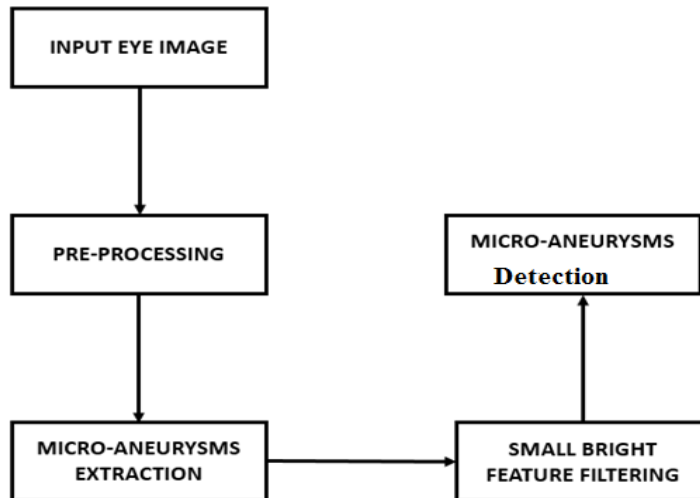 INPUT EYE IMAGE
PRE-PROCESSING
MICRO-ANEURYSMS
EXTRACTION
SMALL BRIGHT
FEATURE FILTERING
MICRO-ANEURYSMS
Detection